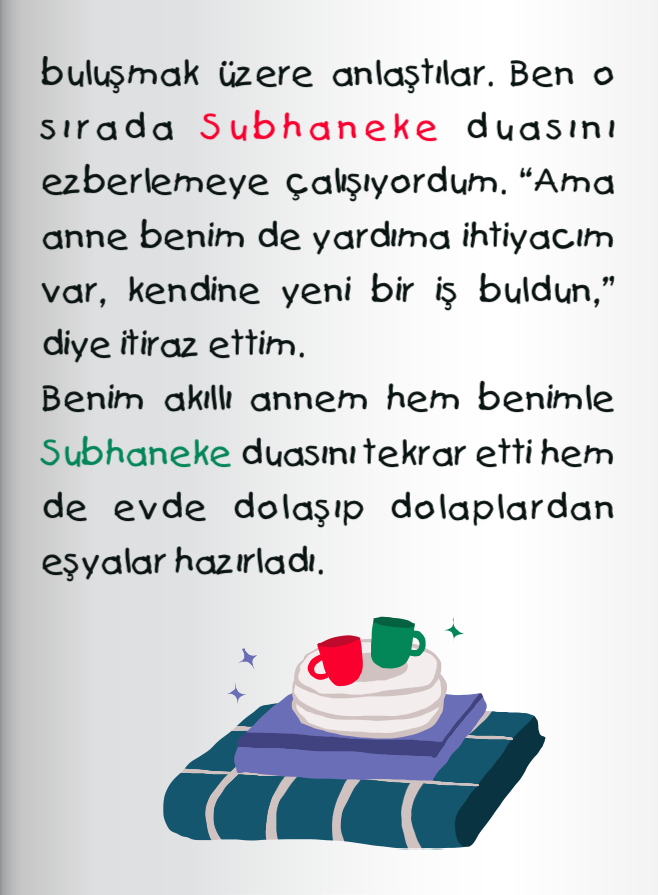 buluşmak üzere anlaştılar. Ben o
sırada Subhaneke duasını
ezberlemeye çalışıyordum. “Ama
anne benim de yardıma ihtiyacım
var, kendine yeni bir iş buldun,”
diye itiraz ettim.
Benim akıllı annem hem benimle
Subhaneke duasını tekrar etti hem
de evde dolaşıp dolaplardan
eşyalar hazırladı.